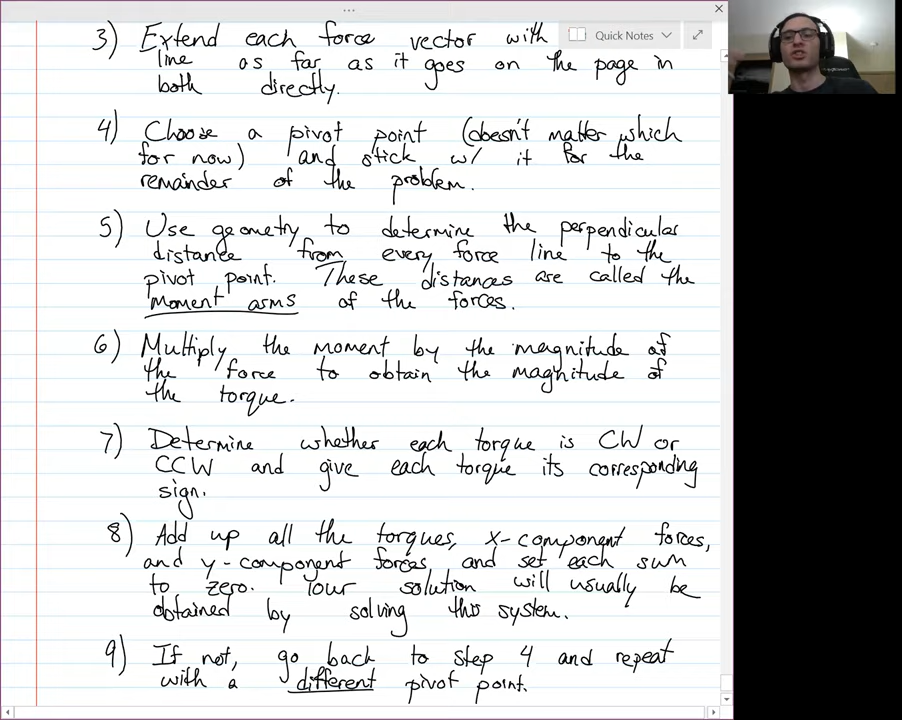 Quick Notes
3) Extend each force vector with
line as far as it goes on the page in
both directly.
4) Choose a pivot point (doesn't matter which
for now) and stick w/ it for the
remainder of the problem.
5) Use geometry to determine the perpendicular
distance from every force line to the
pivot point. These distances are called the
moment arms of the forces.
6) Multiply the moment by the magnitude of
the force to obtain the magnitude of
the torque.
7) Determine whether each torque is CW or
CCW and give each torque its corresponding
sign.
8) Add up all the torques, x-component forces,
and y-component forces, and set each sum
to zero. Your solution will usually be
obtained by solving this system.
9) If not, go back to step 4 and repeat
with a different pivot point.